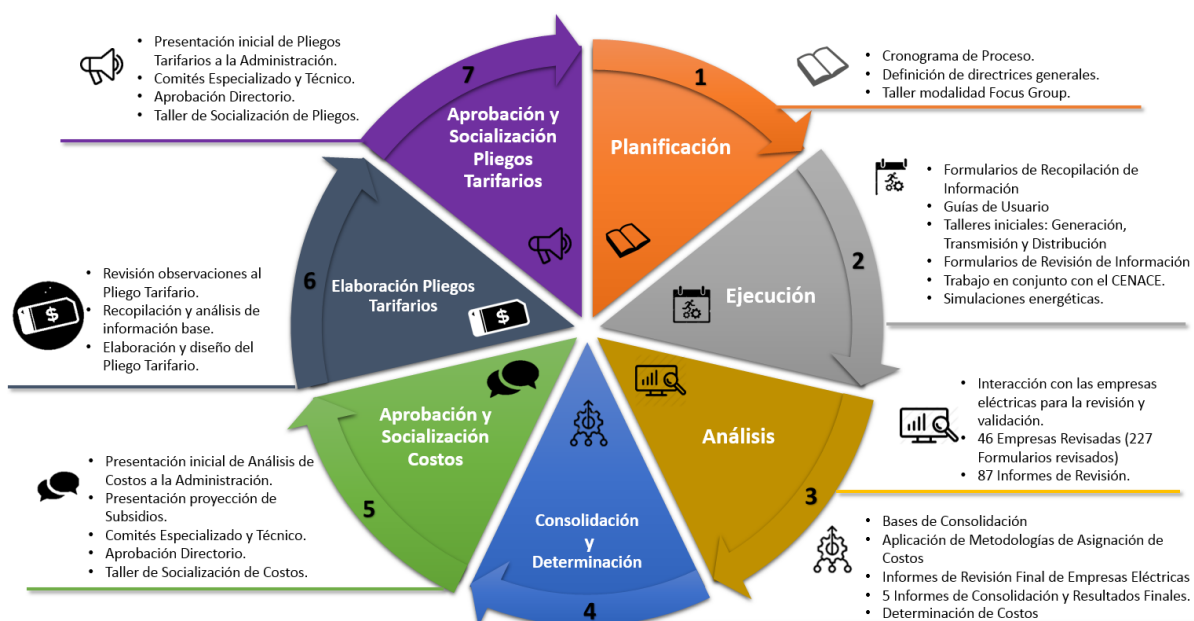 1
Planificación
• Cronograma de Proceso.
• Definición de directrices generales.
• Taller modalidad Focus Group.
2
Ejecución
• Formularios de Recopilación de
Información
• Guías de Usuario
• Talleres iniciales: Generación,
Transmisión y Distribución
• Formularios de Revisión de Información
• Trabajo en conjunto con el CENACE.
• Simulaciones energéticas.
3
Análisis
• Interacción con las empresas
eléctricas para la revisión y
validación.
• 46 Empresas Revisadas (227
Formularios revisados)
• 87 Informes de Revisión.
4
Consolidación
y
Determinación
• Bases de Consolidación
• Aplicación de Metodologías de Asignación de
Costos
• Informes de Revisión Final de Empresas Eléctricas
• 5 Informes de Consolidación y Resultados Finales.
• Determinación de Costos
5
Aprobación y
Socialización
Costos
• Presentación inicial de Análisis de
Costos a la Administración.
• Presentación proyección de
Subsidios.
• Comités Especializado y Técnico.
• Aprobación Directorio.
• Taller de Socialización de Costos.
6
Elaboración Pliegos
Tarifarios
$
• Revisión observaciones al
Pliego Tarifario.
• Recopilación y análisis de
información base.
• Elaboración y diseño del
Pliego Tarifario.
$
7
Aprobación y
Socialización
Pliegos
Tarifarios
• Presentación inicial de Pliegos
Tarifarios a la Administración.
• Comités Especializado y Técnico.
• Aprobación Directorio.
• Taller de Socialización de Pliegos.